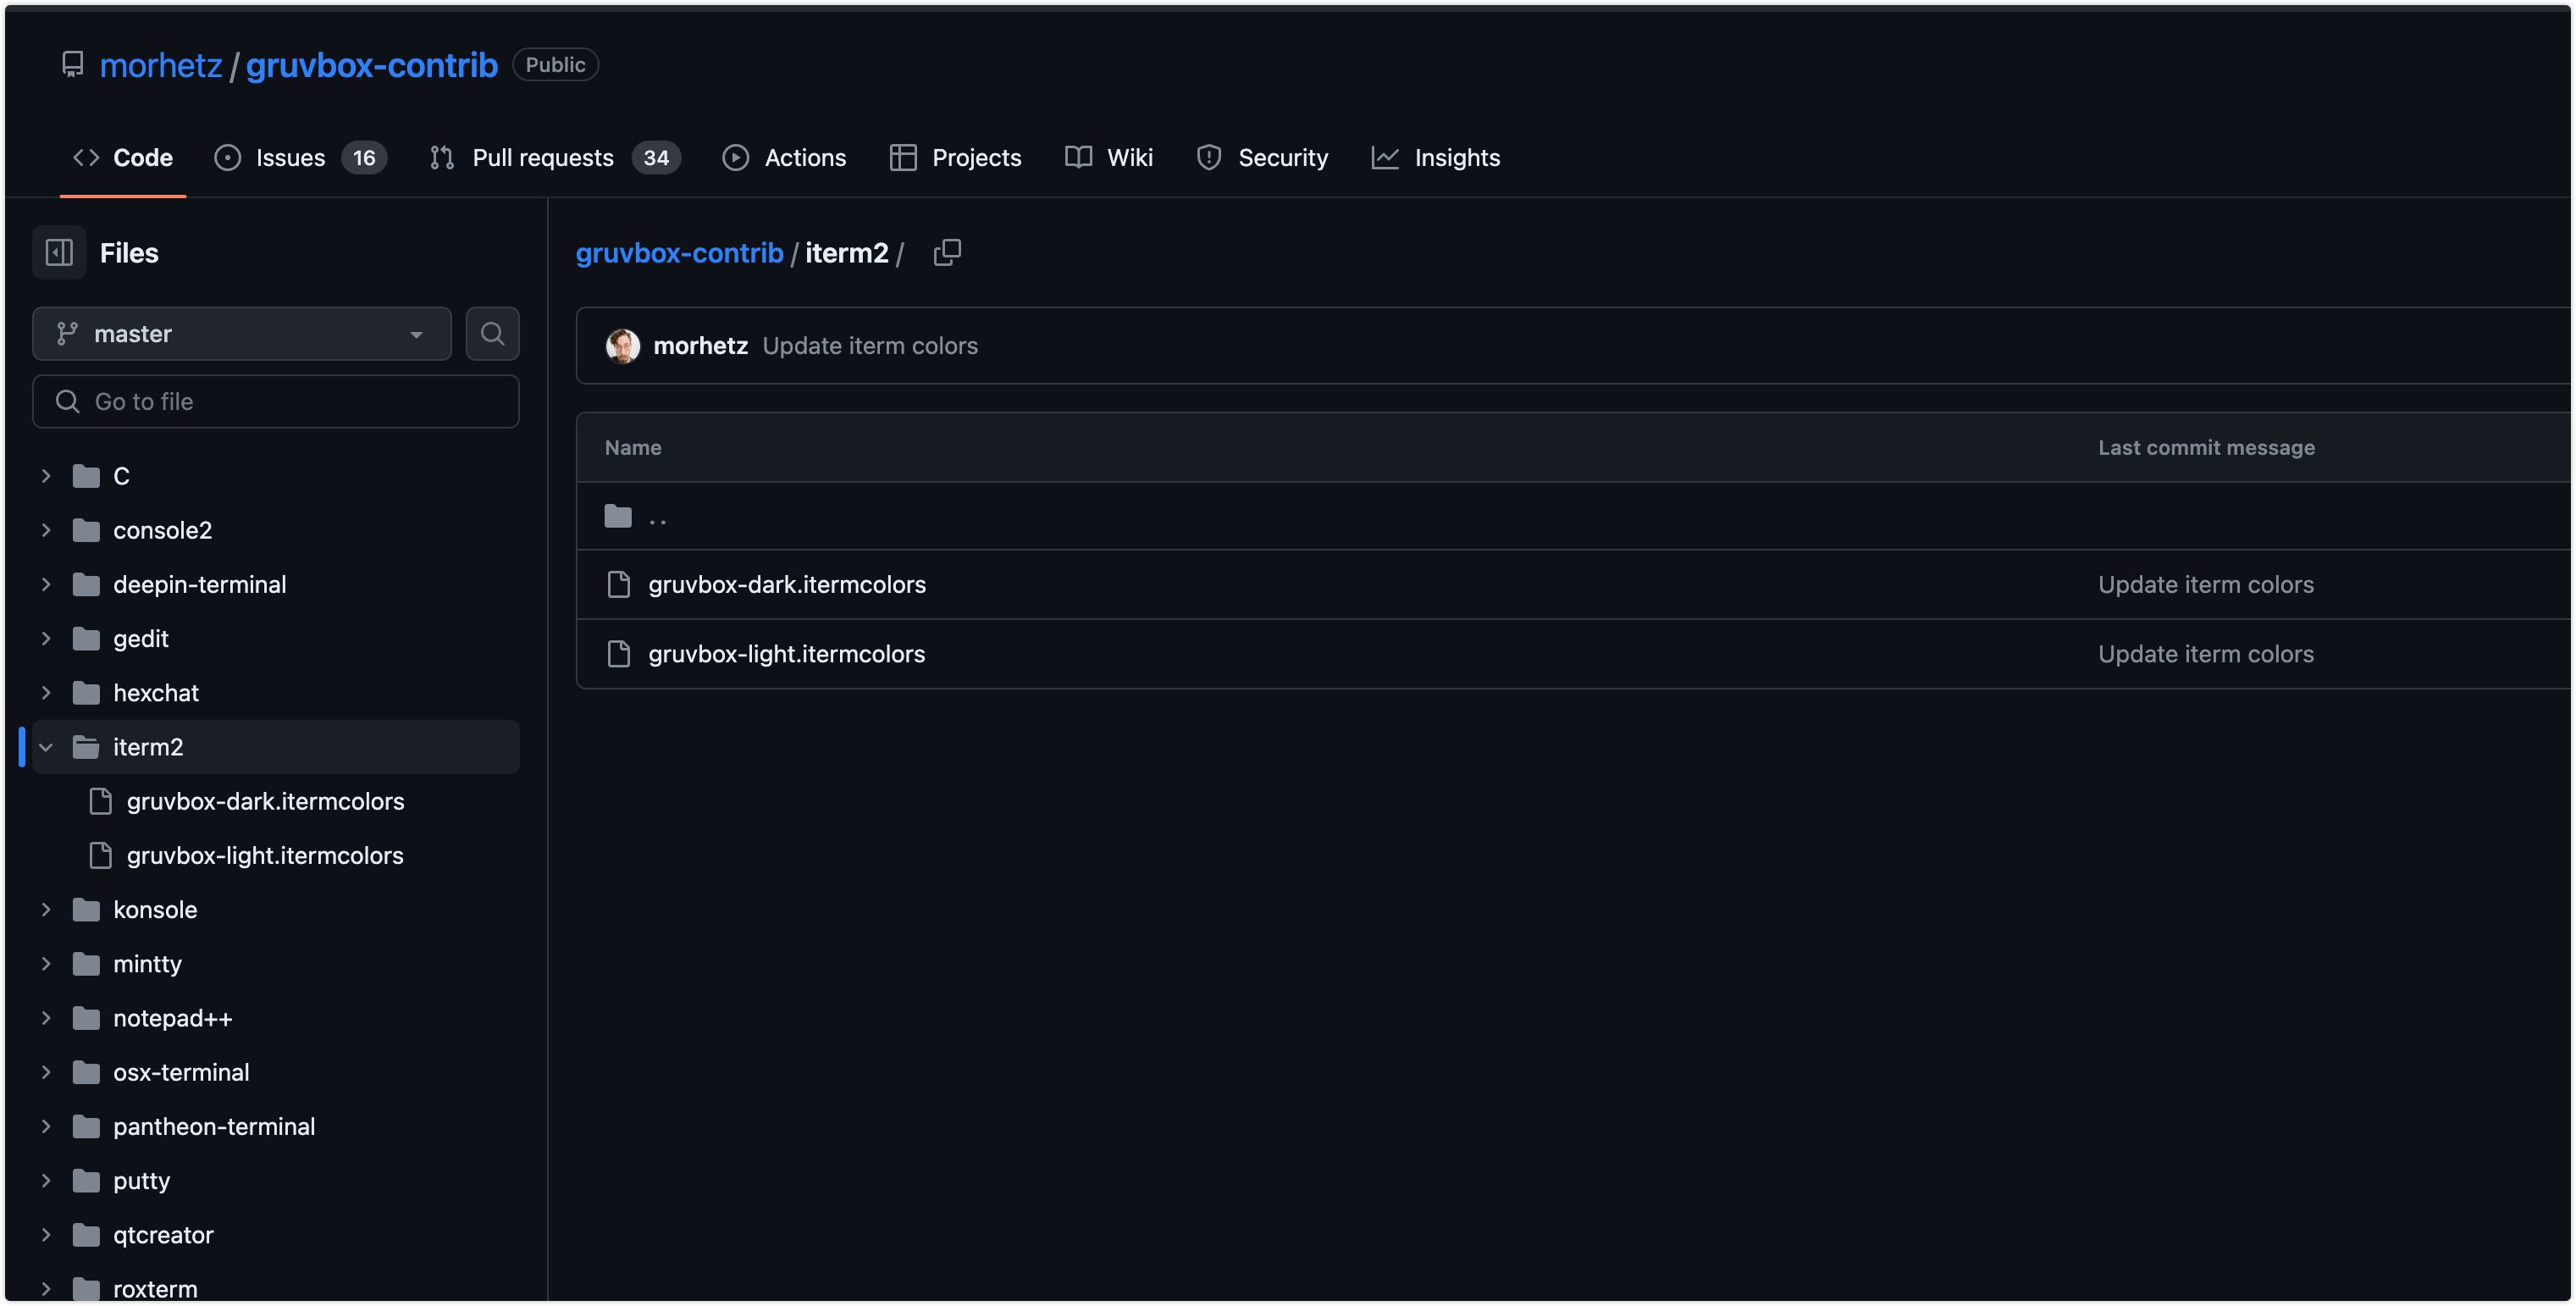 morhetz / gruvbox-contrib Public
Code Issues 16 Pull requests 34 Actions Projects Wiki Security Insights
Files
master
Go to file
C
console2
deepin-terminal
gedit
hexchat
iterm2
gruvbox-dark.itermcolors
gruvbox-light.itermcolors
konsole
mintty
notepad++
osx-terminal
pantheon-terminal
putty
qtcreator
roxterm
gruvbox-contrib / iterm2 /
morhetz Update iterm colors
Name Last commit message
..
gruvbox-dark.itermcolors Update iterm colors
gruvbox-light.itermcolors Update iterm colors